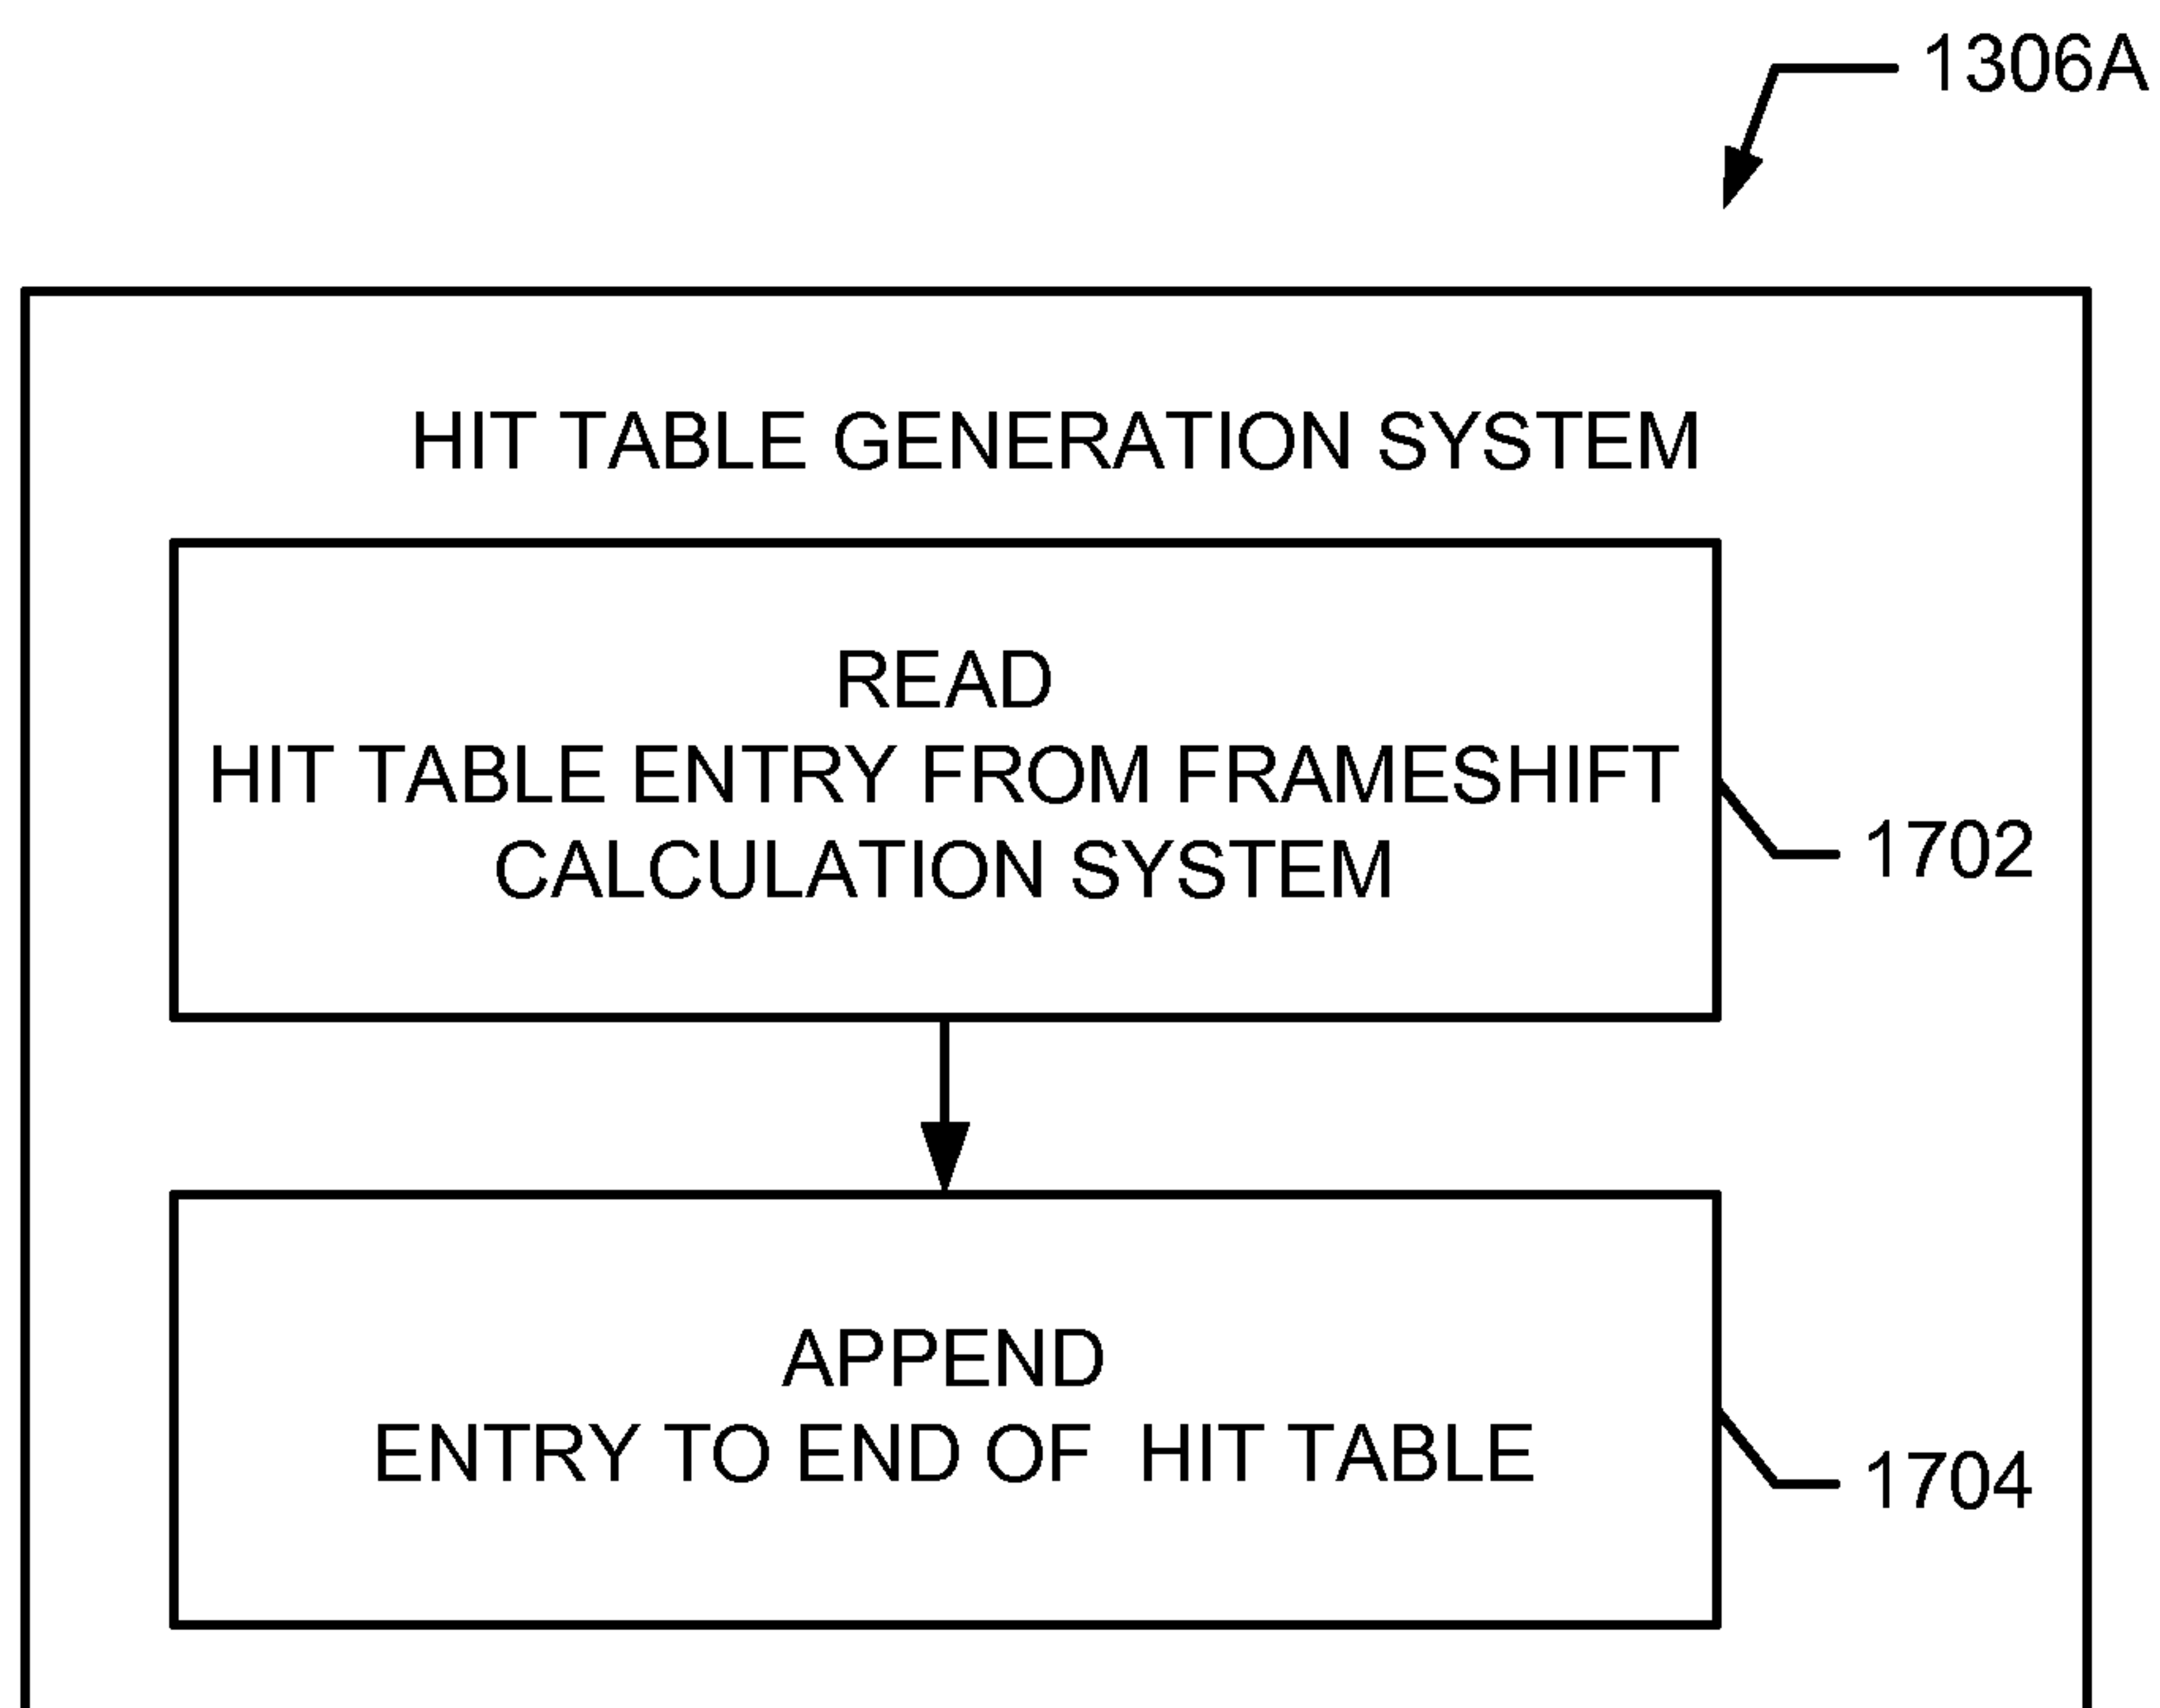 1306A
HIT TABLE GENERATION SYSTEM
READ
HIT TABLE ENTRY FROM FRAMESHIFT
CALCULATION SYSTEM
1702
APPEND
ENTRY TO END OF HIT TABLE
1704